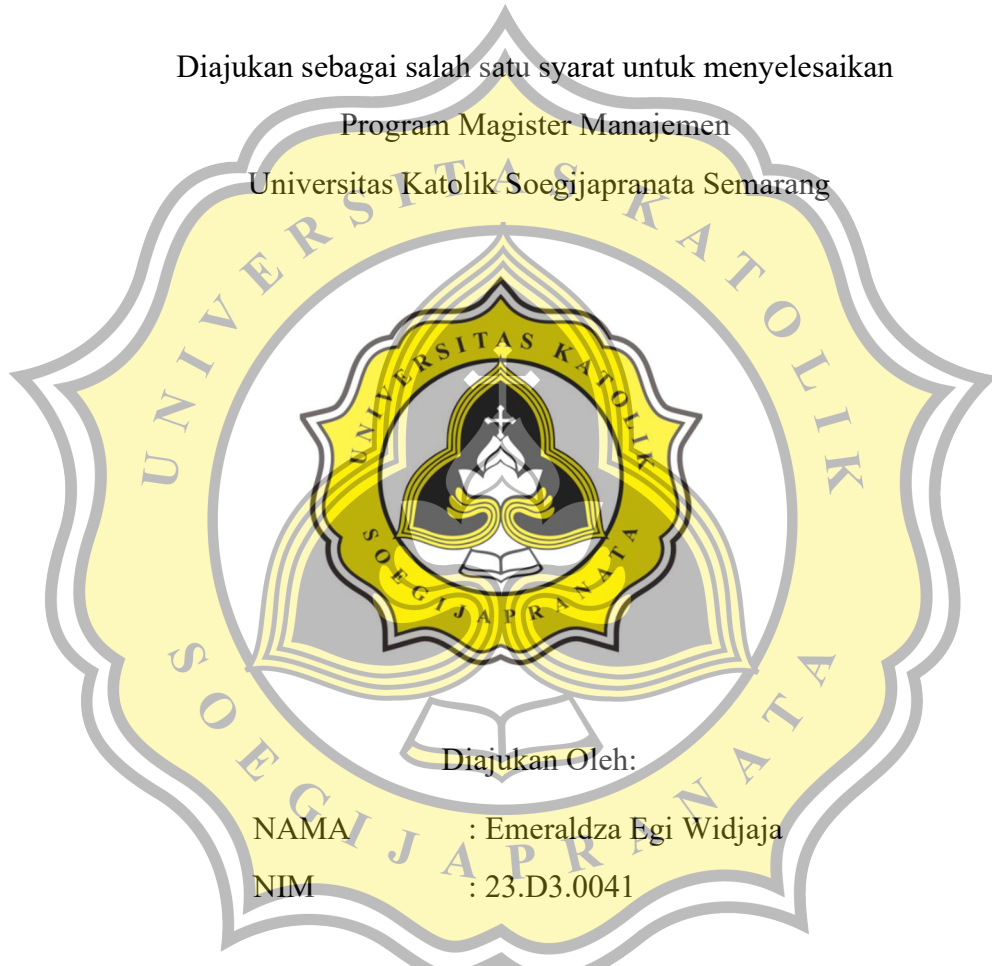 Diajukan sebagai salah satu syarat untuk menyelesaikan
Program Magister Manajemen
Universitas Katolik Soegijapranata Semarang
UNIVERSITAS KATOLIK
SOEGIJAPRANATA
UNIVERSITAS KATOLIK
SOEGIJAPRANATA
Diajukan Oleh:
NAMA : Emeraldza Egi Widjaja
NIM : 23.D3.0041